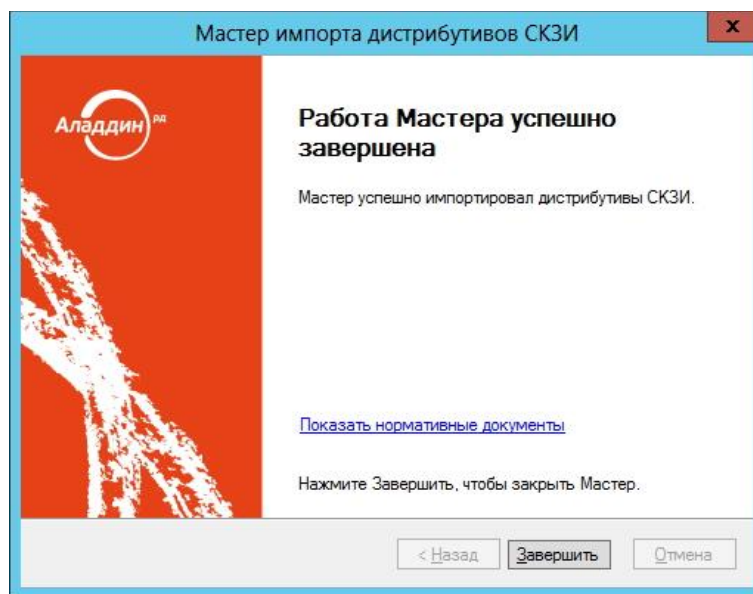 Мастер импорта дистрибутивов СКЗИ
x
Аладдин РД
Работа Мастера успешно
завершена
Мастер успешно импортировал дистрибутивы СКЗИ.
Показать нормативные документы
Нажмите Завершить, чтобы закрыть Мастер.
< Назад
Завершить
Отмена